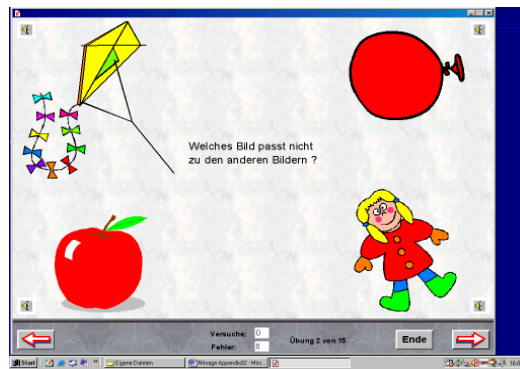 Welches Bild passt nicht
zu den anderen Bildern ?
Versuche: 0
Fehler: 0
Übung 2 von 15
Ende
Start
Eigene Dateien